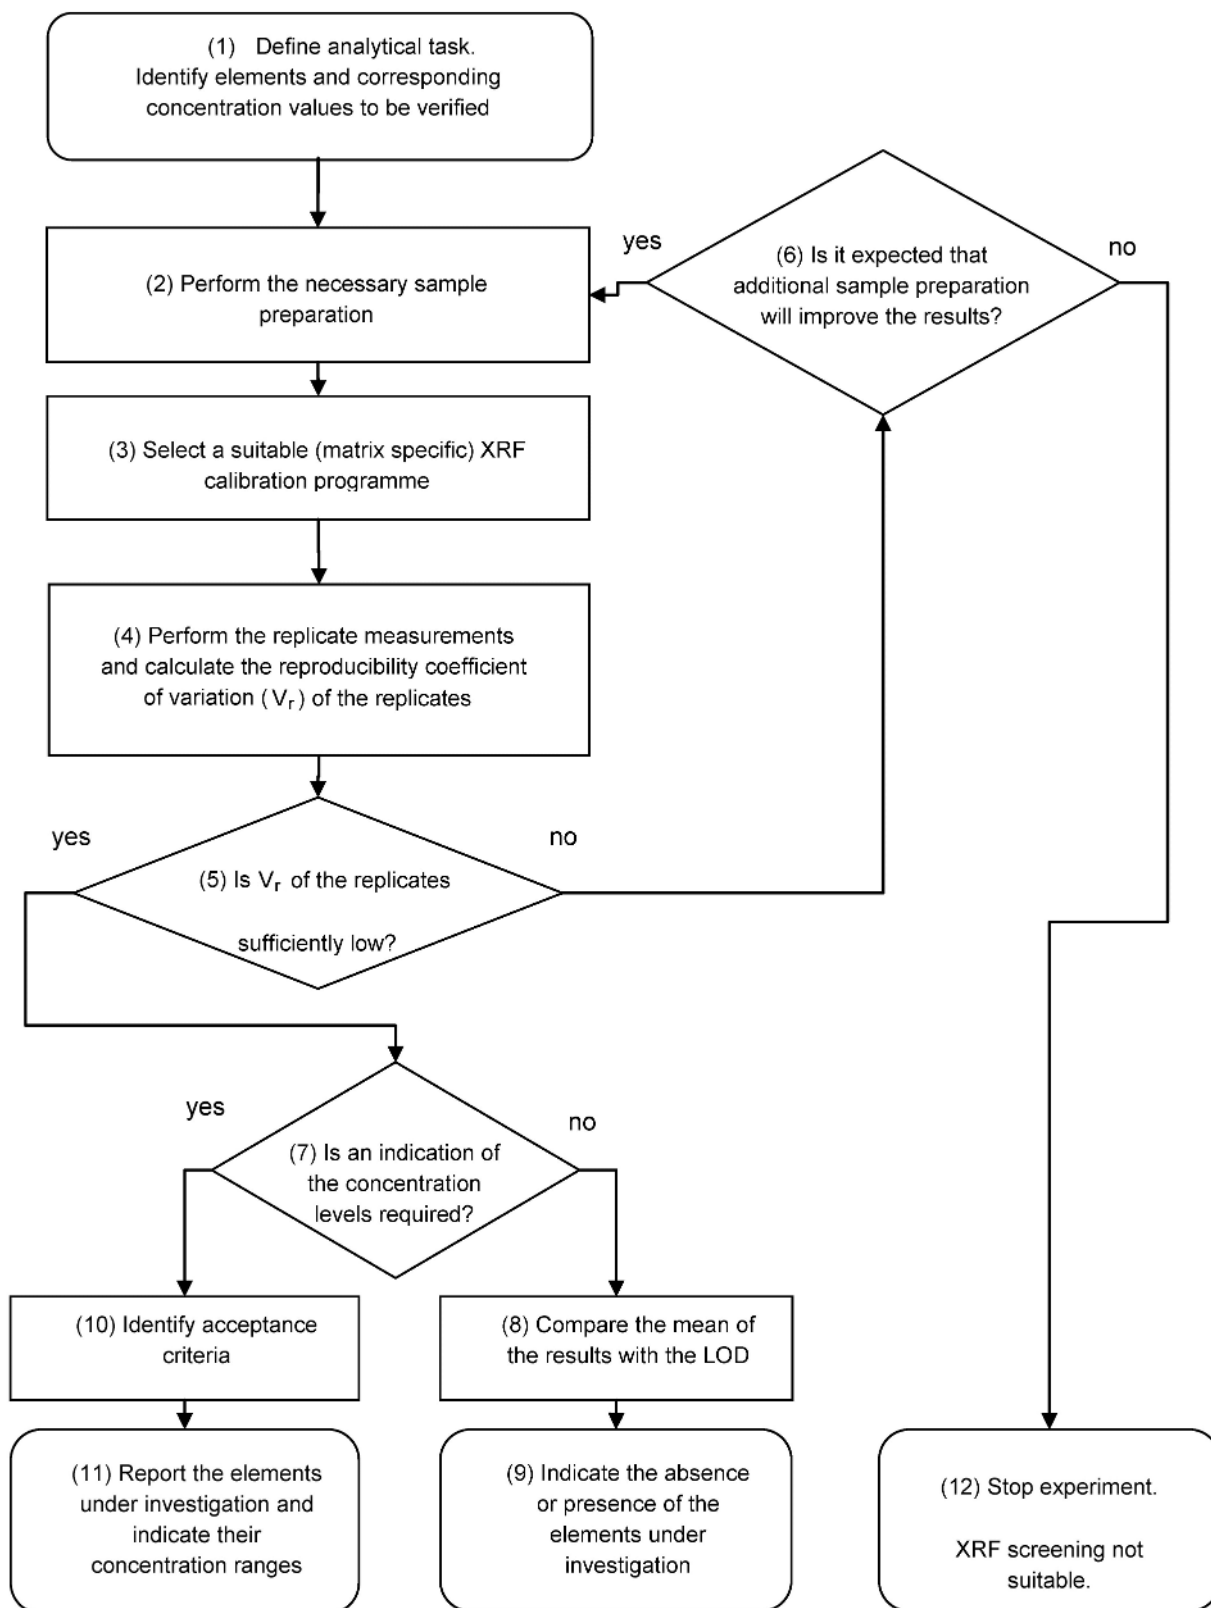 (1) Define analytical task.
Identify elements and corresponding
concentration values to be verified
(2) Perform the necessary sample
preparation
(3) Select a suitable (matrix specific) XRF
calibration programme
(4) Perform the replicate measurements
and calculate the reproducibility coefficient
of variation (Vr) of the replicates
yes
no
(5) Is Vr of the replicates
sufficiently low?
yes
no
(6) Is it expected that
additional sample preparation
will improve the results?
yes
no
(7) Is an indication of
the concentration
levels required?
(10) Identify acceptance
criteria
(8) Compare the mean of
the results with the LOD
(11) Report the elements
under investigation and
indicate their
concentration ranges
(9) Indicate the absence
or presence of the
elements under
investigation
(12) Stop experiment.
XRF screening not
suitable.